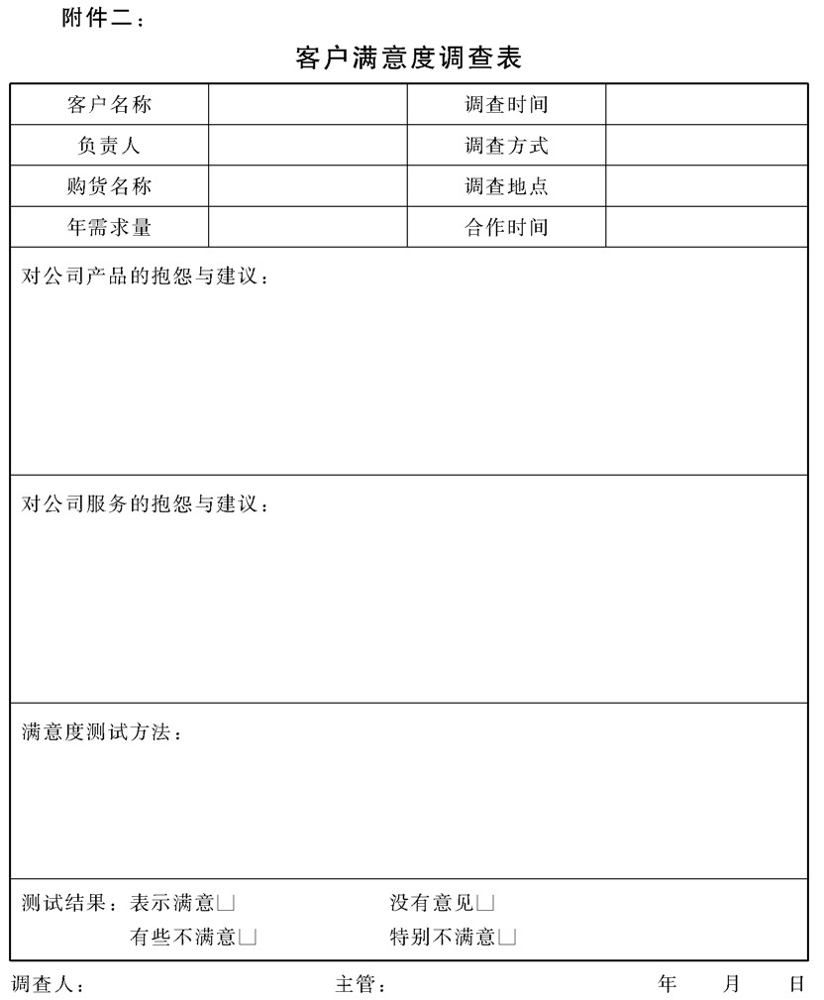 附件二：
客户满意度调查表
客户名称 调查时间
负责人 调查方式
购货名称 调查地点
年需求量 合作时间
对公司产品的抱怨与建议：
对公司服务的抱怨与建议：
满意度测试方法：
测试结果：表示满意□ 没有意见□
有些不满意□ 特别不满意□
调查人： 主管： 年 月 日